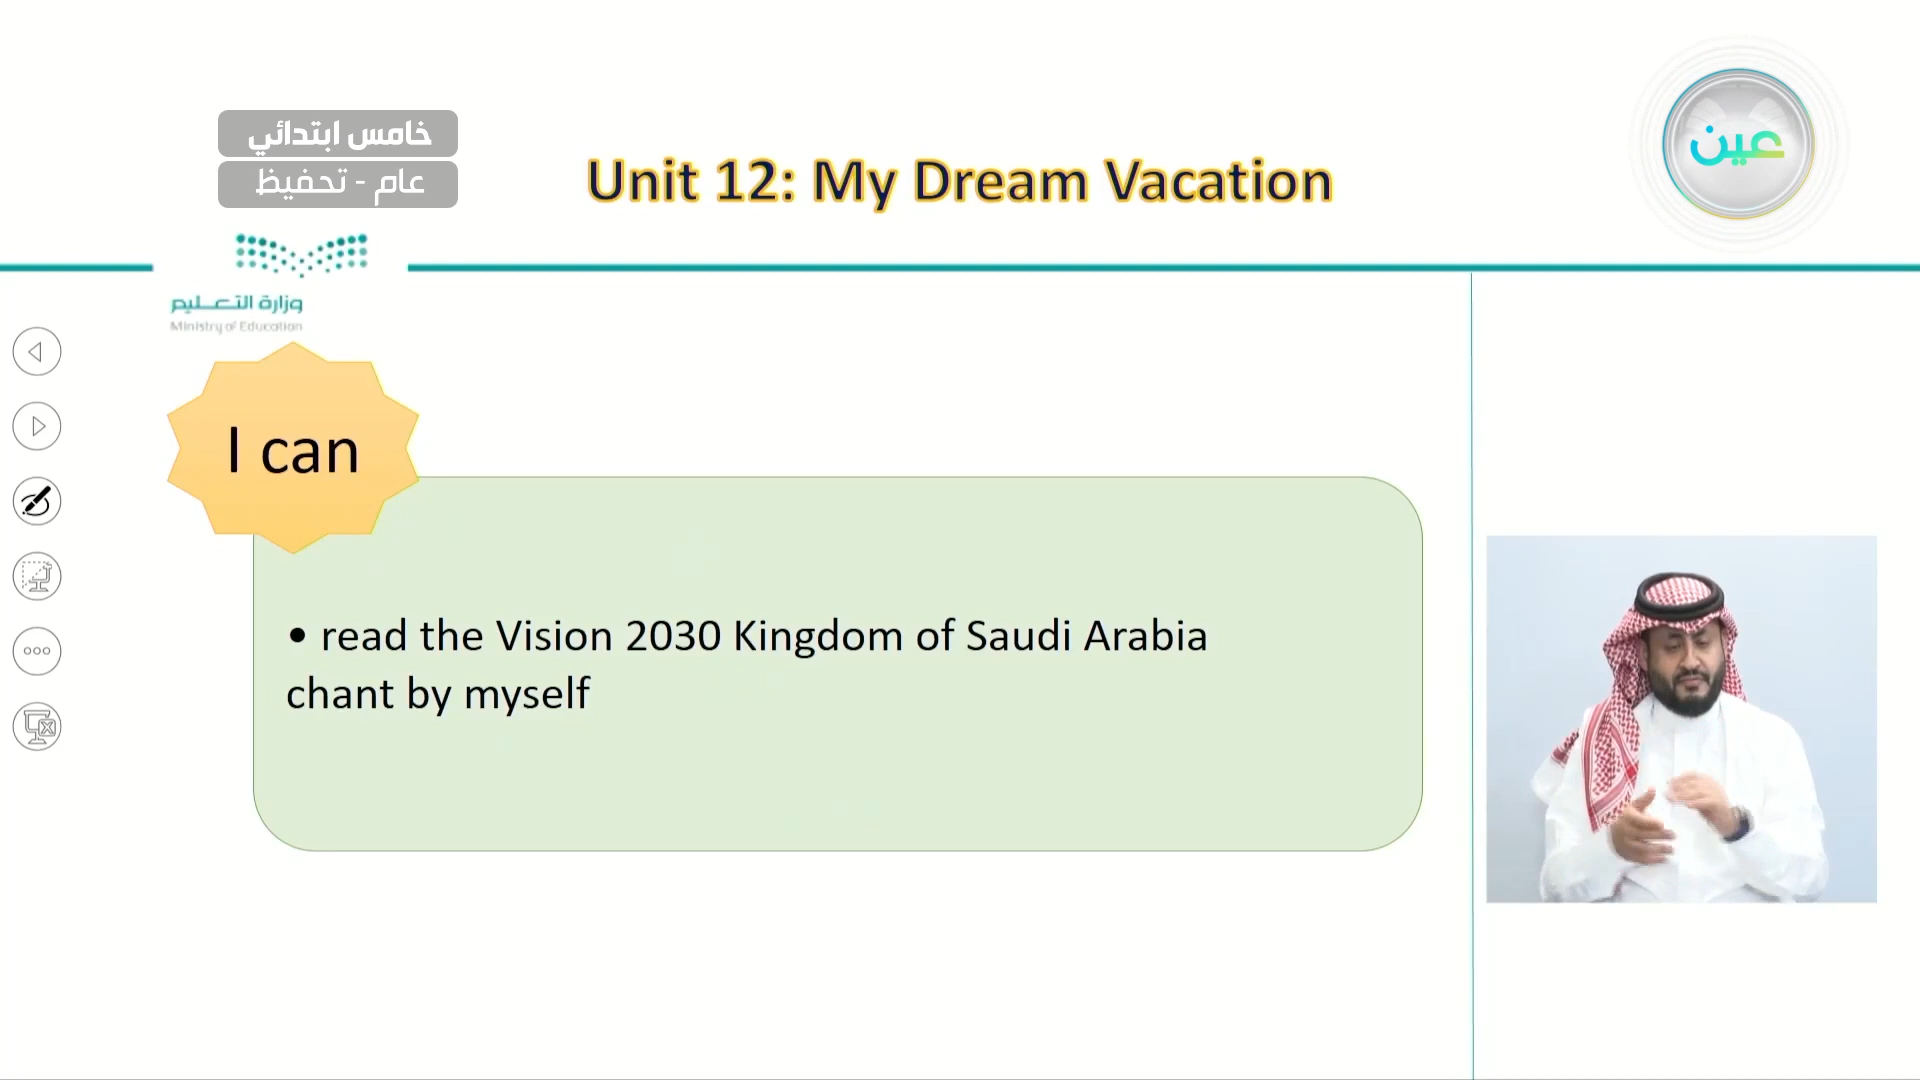 خامس ابتدائي
عام - تحفيظ
Unit 12: My Dream Vacation
عين
وزارة التعليم
Ministry of Education
I can
• read the Vision 2030 Kingdom of Saudi Arabia
chant by myself